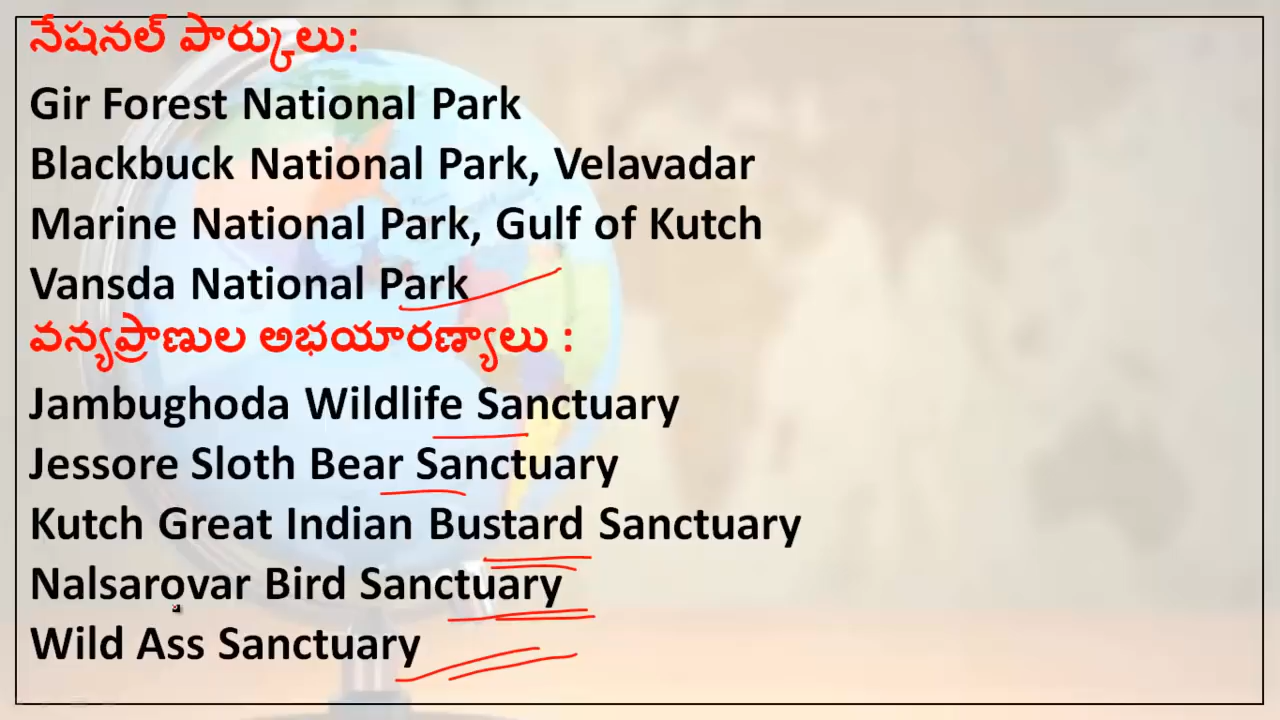 నేషనల్ పార్కులు:
Gir Forest National Park
Blackbuck National Park, Velavadar
Marine National Park, Gulf of Kutch
Vansda National Park
వన్యప్రాణుల అభయారణ్యాలు :
Jambughoda Wildlife Sanctuary
Jessore Sloth Bear Sanctuary
Kutch Great Indian Bustard Sanctuary
Nalsarovar Bird Sanctuary
Wild Ass Sanctuary